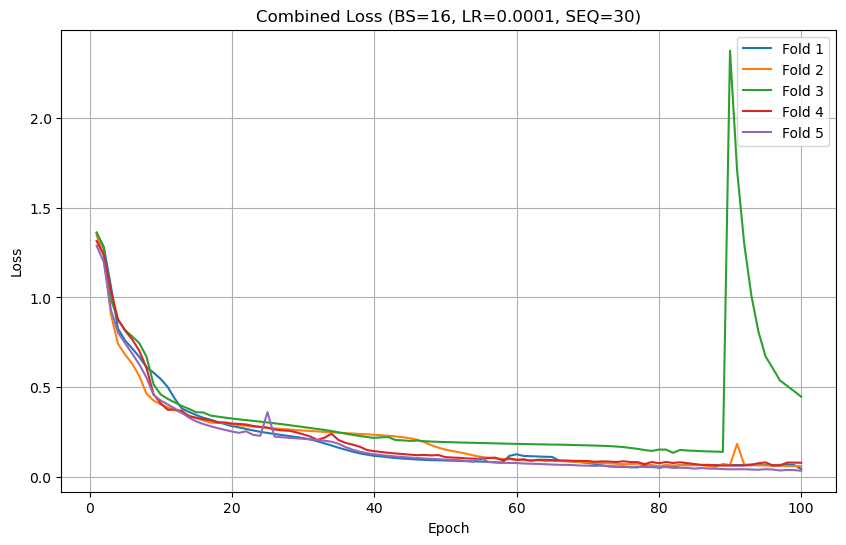 Combined Loss (BS=16, LR=0.0001, SEQ=30)
Fold 1
Fold 2
Fold 3
Fold 4
Fold 5
Loss
2.0
1.5
1.0
0.5
0.0
0 20 40 60 80 100
Epoch